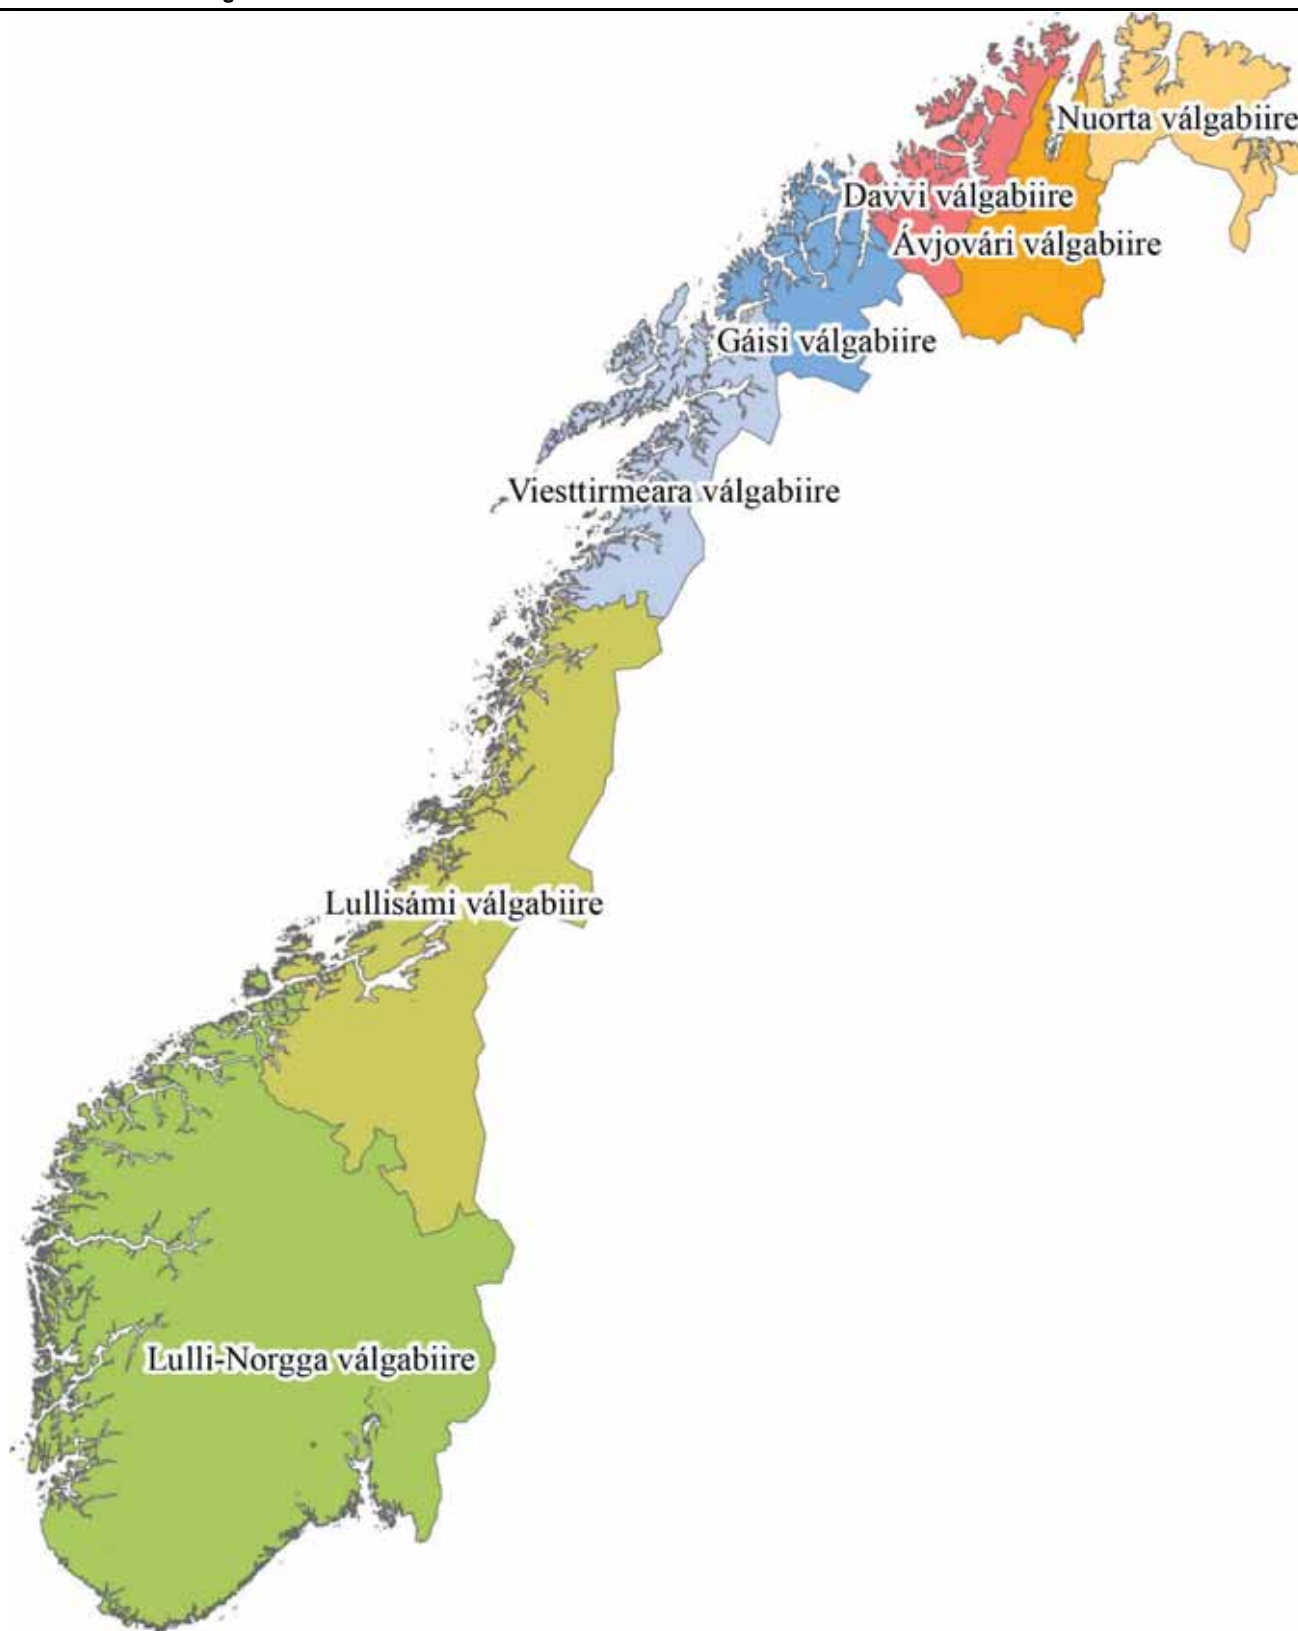 Nuorta válgabiire
Davvi válgabiire
Ávjovári válgabiire
Gáisi válgabiire
Viesttirmeara válgabiire
Lullisámi válgabiire
Lulli-Norgga válgabiire